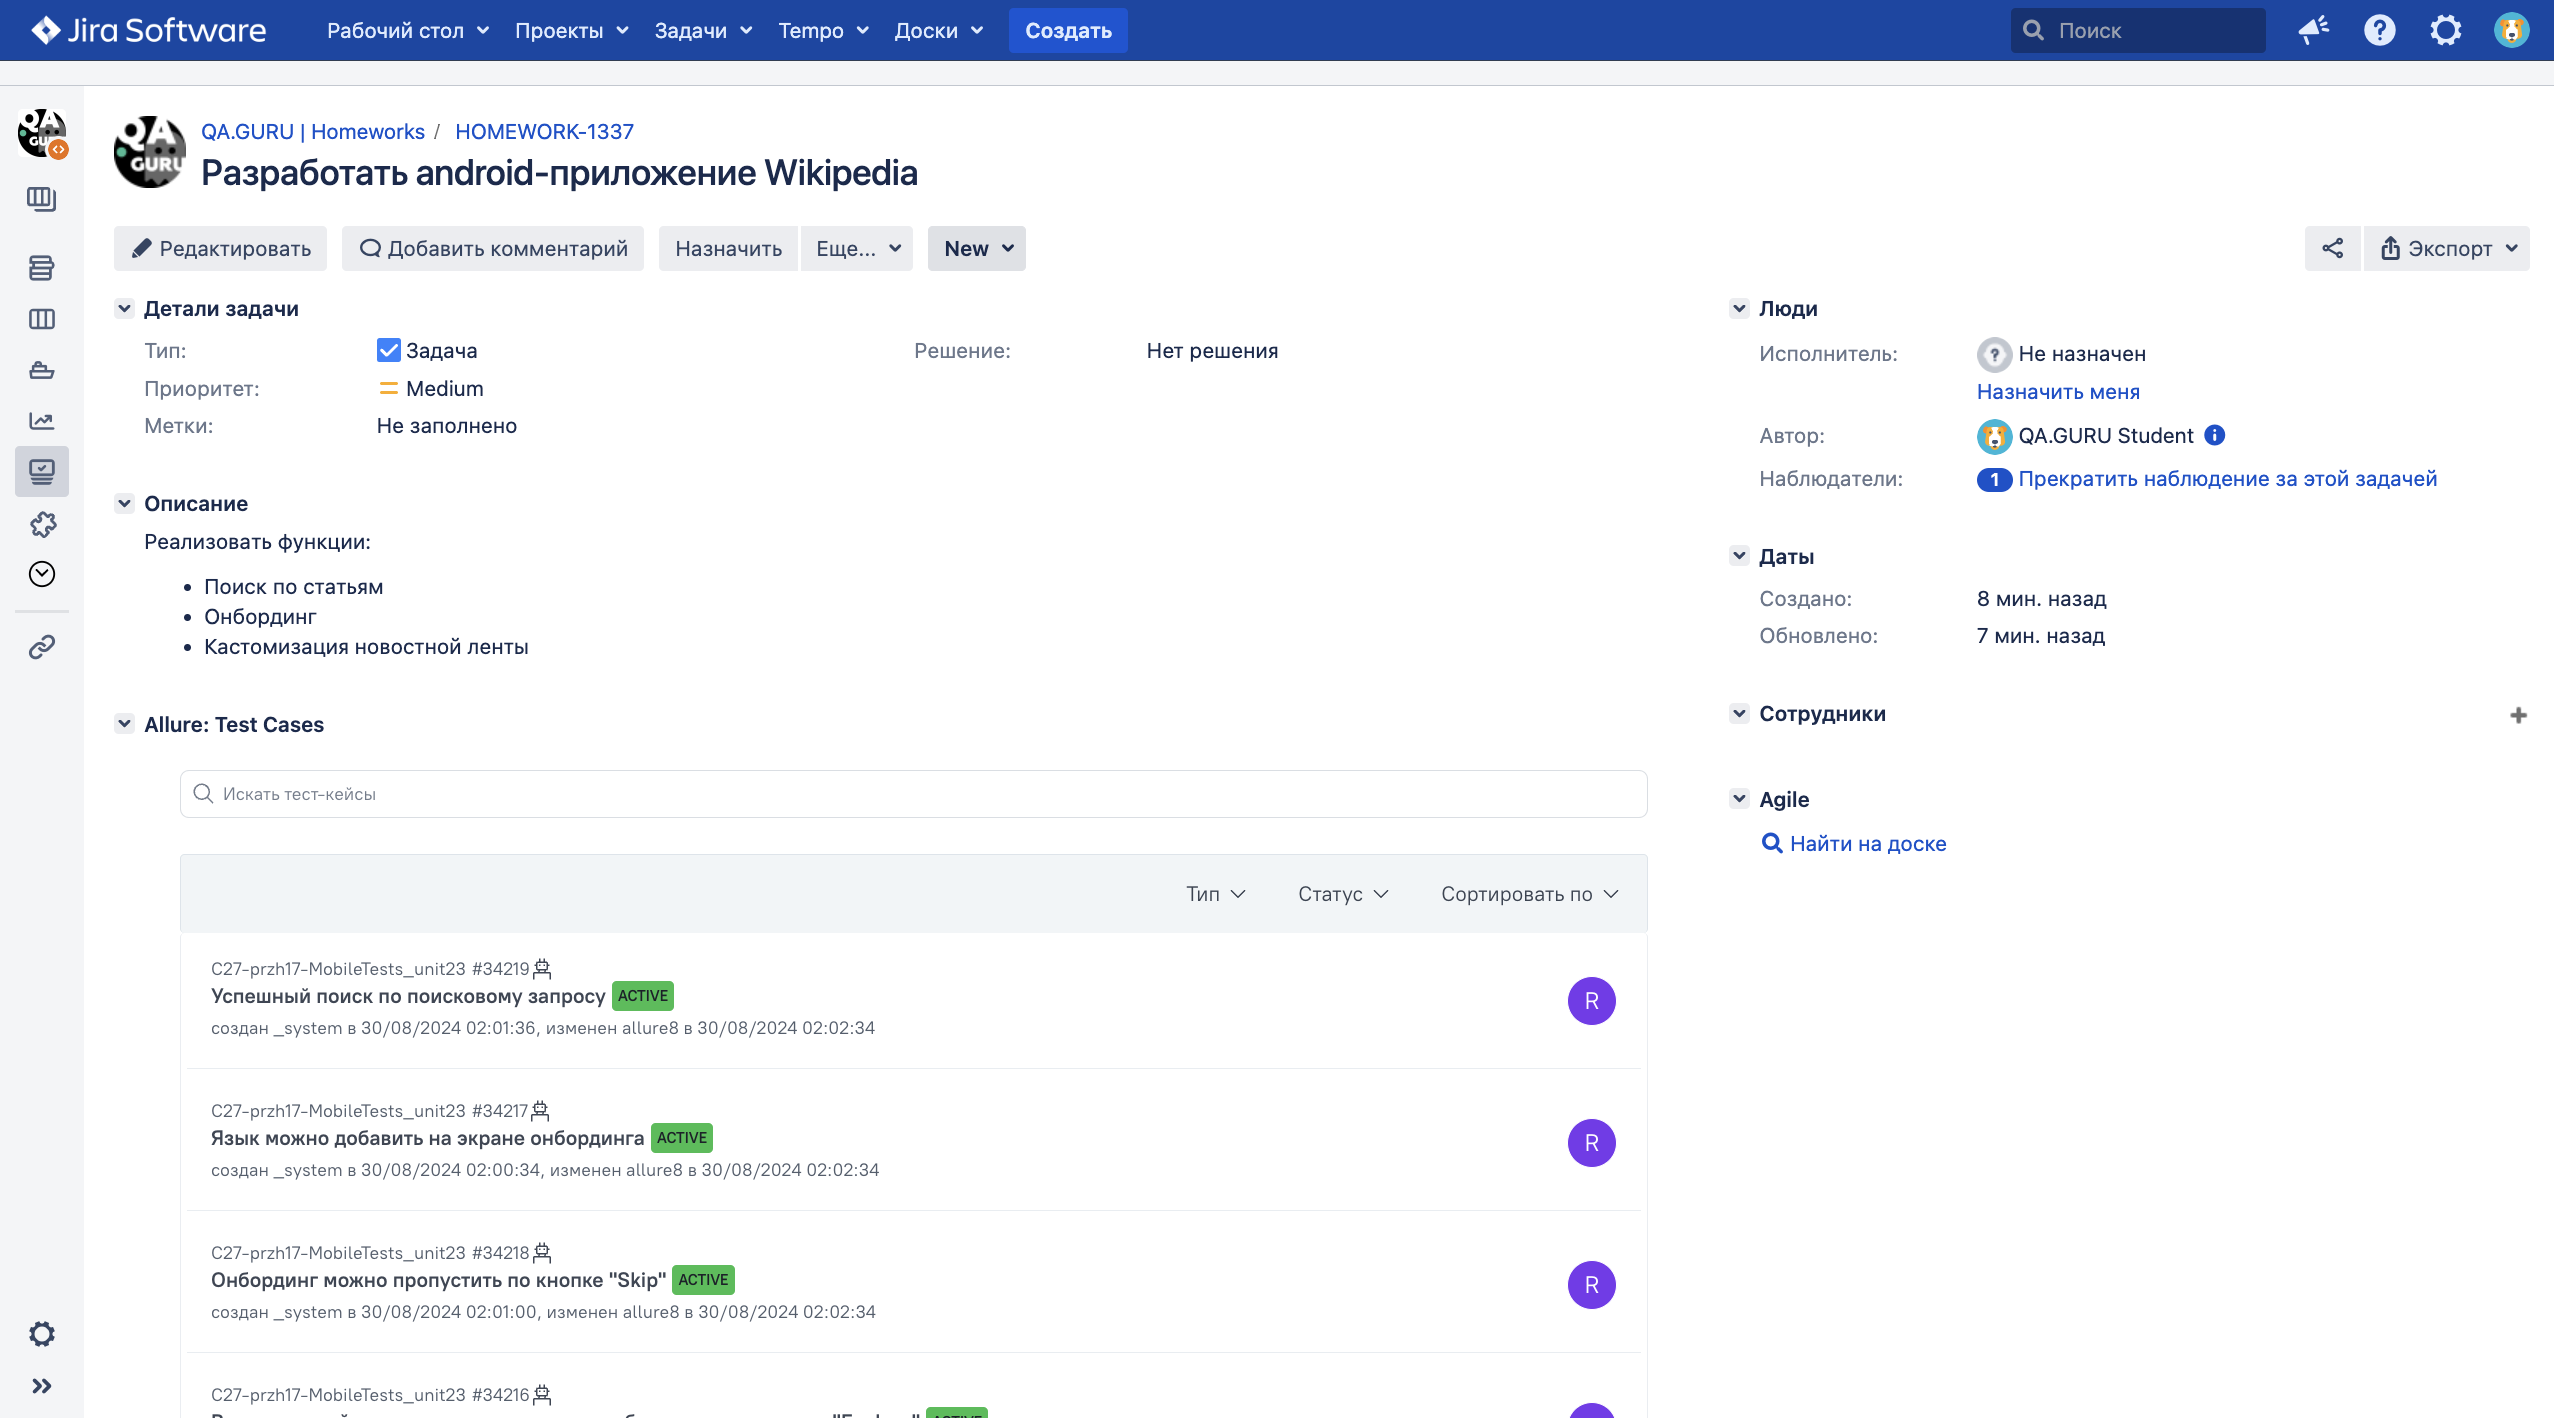 Jira Software
Рабочий стол
Проекты
Задачи
Tempo
Доски
Создать
Поиск
QA.GURU | Homeworks / HOMEWORK-1337
Разработать android-приложение Wikipedia
Редактировать
Добавить комментарий
Назначить
Еще...
New
Экспорт
Детали задачи
Тип: Задача
Решение: Нет решения
Приоритет: Medium
Метки: Не заполнено
Описание
Реализовать функции:
• Поиск по статьям
• Онбординг
• Кастомизация новостной ленты
Allure: Test Cases
Искать тест-кейсы
Тип
Статус
Сортировать по
C27-przh17-MobileTests_unit23 #34219
Успешный поиск по поисковому запросу ACTIVE
создан _system в 30/08/2024 02:01:36, изменен allure8 в 30/08/2024 02:02:34
R
C27-przh17-MobileTests_unit23 #34217
Язык можно добавить на экране онбординга ACTIVE
создан _system в 30/08/2024 02:00:34, изменен allure8 в 30/08/2024 02:02:34
R
C27-przh17-MobileTests_unit23 #34218
Онбординг можно пропустить по кнопке "Skip" ACTIVE
создан _system в 30/08/2024 02:01:00, изменен allure8 в 30/08/2024 02:02:34
R
C27-przh17-MobileTests_unit23 #34216
Люди
Исполнитель: Не назначен
Назначить меня
Автор: QA.GURU Student
Наблюдатели: 1 Прекратить наблюдение за этой задачей
Даты
Создано: 8 мин. назад
Обновлено: 7 мин. назад
Сотрудники
Agile
Найти на доске